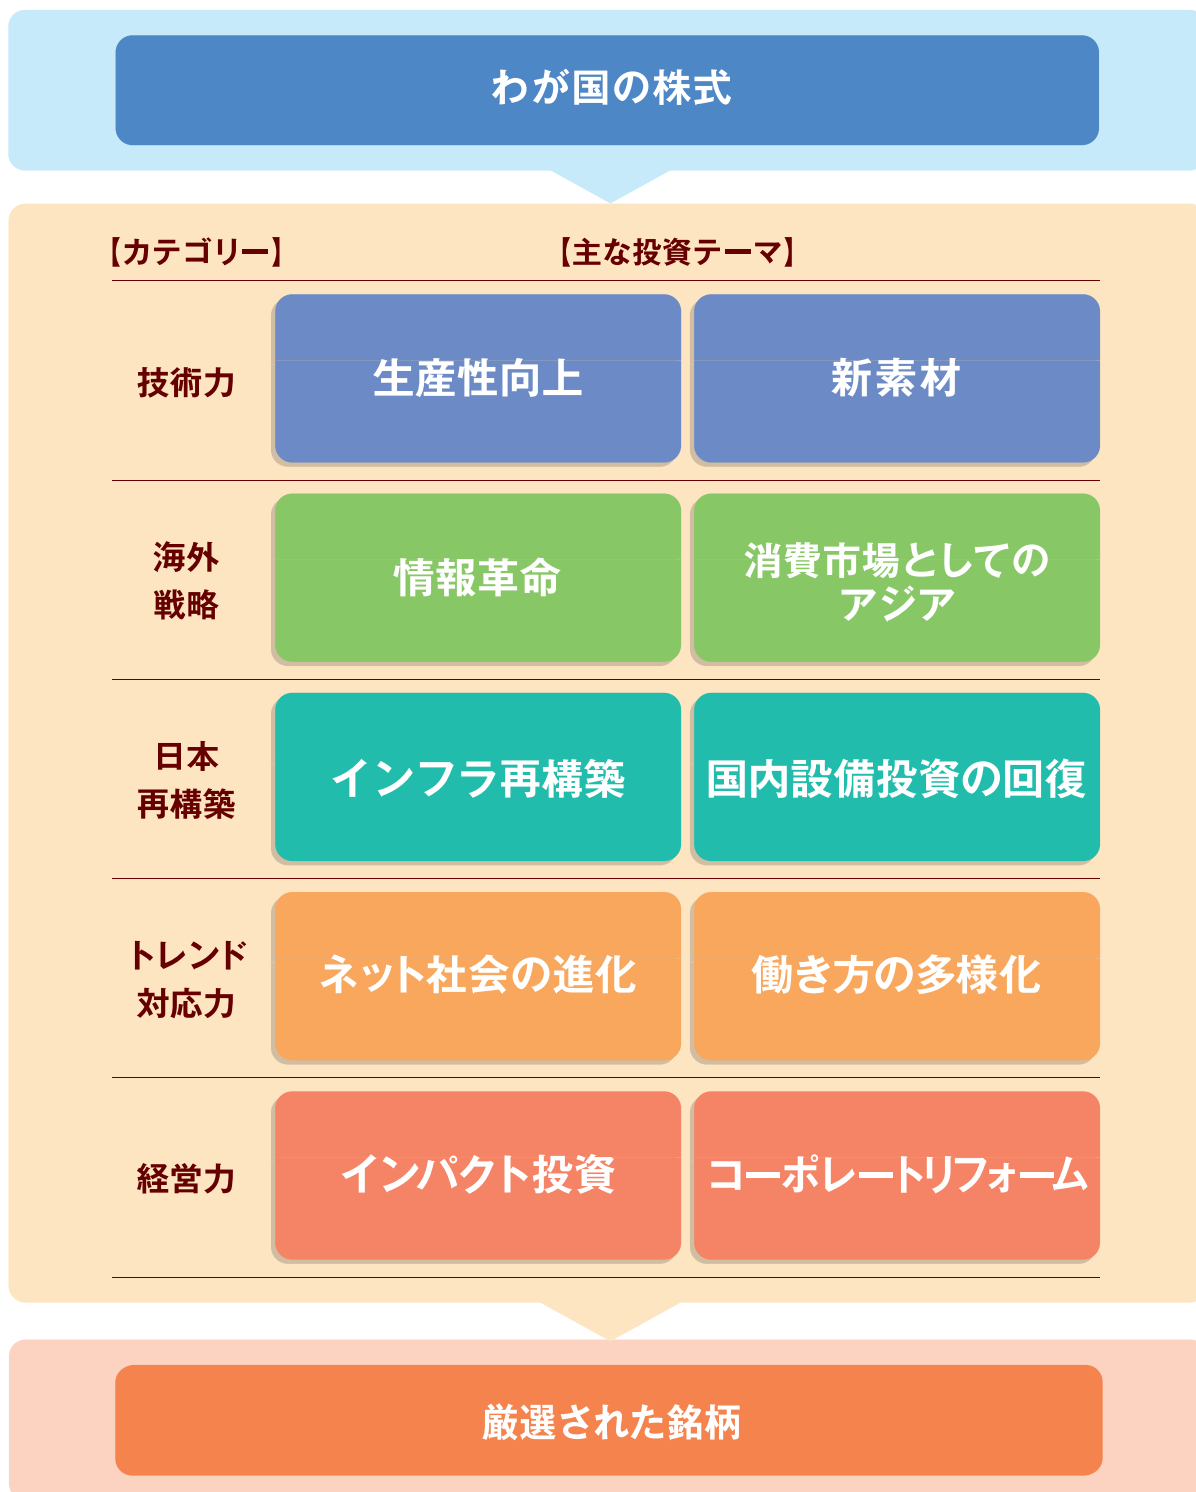 わが国の株式
【カテゴリー】 【主な投資テーマ】
技術力
生産性向上
新素材
海外
戦略
情報革命
消費市場としての
アジア
日本
再構築
インフラ再構築
国内設備投資の回復
トレンド
対応力
ネット社会の進化
働き方の多様化
経営力
インパクト投資
コーポレートリフォーム
厳選された銘柄